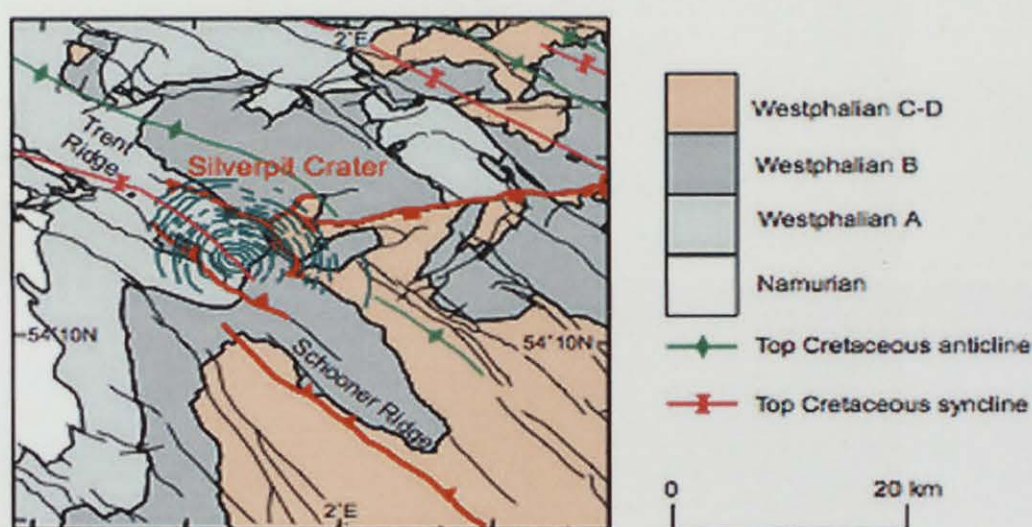 2°E
Trent
Ridge
Silverpit Crater
54°10N
54°10N
Schooner Ridge
2°E
Westphalian C-D
Westphalian B
Westphalian A
Namurian
Top Cretaceous anticline
Top Cretaceous syncline
0
20 km